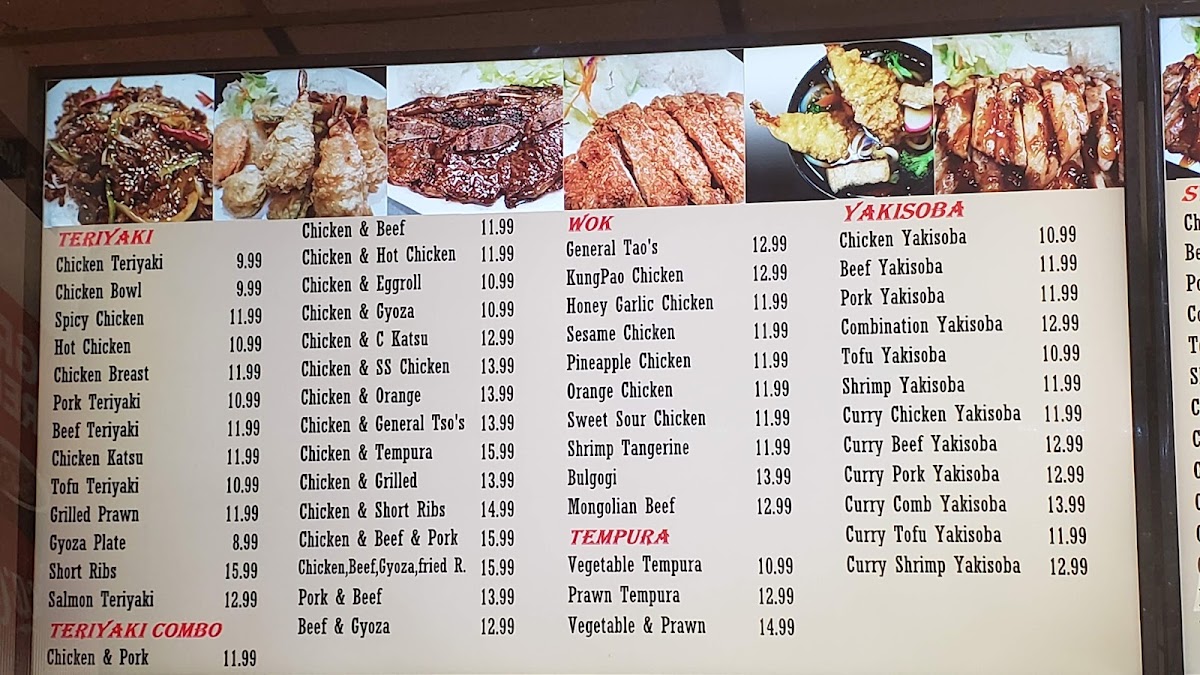 TERIYAKI
Chicken Teriyaki 9.99
Chicken Bowl 9.99
Spicy Chicken 11.99
Hot Chicken 10.99
Chicken Breast 11.99
Pork Teriyaki 10.99
Beef Teriyaki 11.99
Chicken Katsu 11.99
Tofu Teriyaki 10.99
Grilled Prawn 11.99
Gyoza Plate 8.99
Short Ribs 15.99
Salmon Teriyaki 12.99
TERIYAKI COMBO
Chicken & Pork 11.99
Chicken & Beef 11.99
Chicken & Hot Chicken 11.99
Chicken & Eggroll 10.99
Chicken & Gyoza 10.99
Chicken & C Katsu 12.99
Chicken & SS Chicken 13.99
Chicken & Orange 13.99
Chicken & General Tso's 13.99
Chicken & Tempura 15.99
Chicken & Grilled 13.99
Chicken & Short Ribs 14.99
Chicken & Beef & Pork 15.99
Chicken,Beef,Gyoza,fried R. 15.99
Pork & Beef 13.99
Beef & Gyoza 12.99
WOK
General Tao's 12.99
KungPao Chicken 12.99
Honey Garlic Chicken 11.99
Sesame Chicken 11.99
Pineapple Chicken 11.99
Orange Chicken 11.99
Sweet Sour Chicken 11.99
Shrimp Tangerine 11.99
Bulgogi 13.99
Mongolian Beef 12.99
TEMPURA
Vegetable Tempura 10.99
Prawn Tempura 12.99
Vegetable & Prawn 14.99
YAKISOBA
Chicken Yakisoba 10.99
Beef Yakisoba 11.99
Pork Yakisoba 11.99
Combination Yakisoba 12.99
Tofu Yakisoba 10.99
Shrimp Yakisoba 11.99
Curry Chicken Yakisoba 11.99
Curry Beef Yakisoba 12.99
Curry Pork Yakisoba 12.99
Curry Comb Yakisoba 13.99
Curry Tofu Yakisoba 11.99
Curry Shrimp Yakisoba 12.99